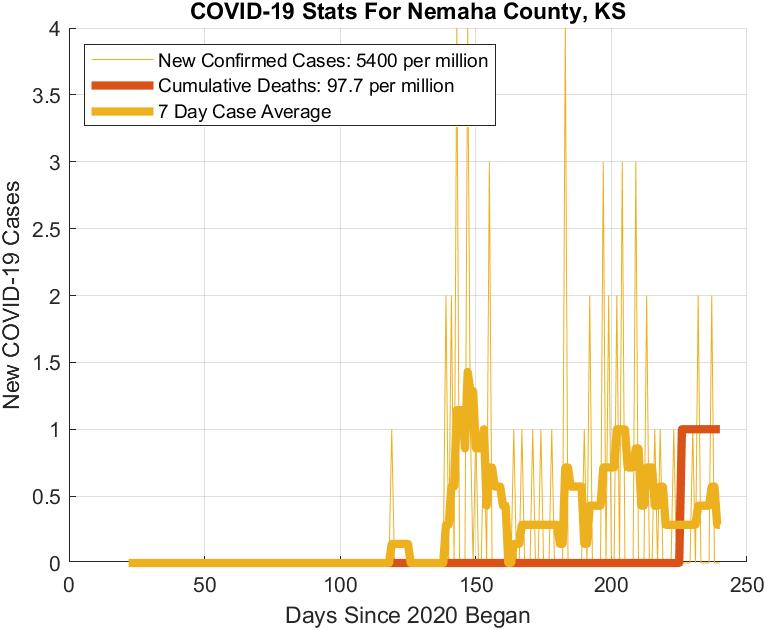 COVID-19 Stats For Nemaha County, KS
New Confirmed Cases: 5400 per million
Cumulative Deaths: 97.7 per million
7 Day Case Average
New COVID-19 Cases
4
3.5
3
2.5
2
1.5
1
0.5
0
0 50 100 150 200 250
Days Since 2020 Began